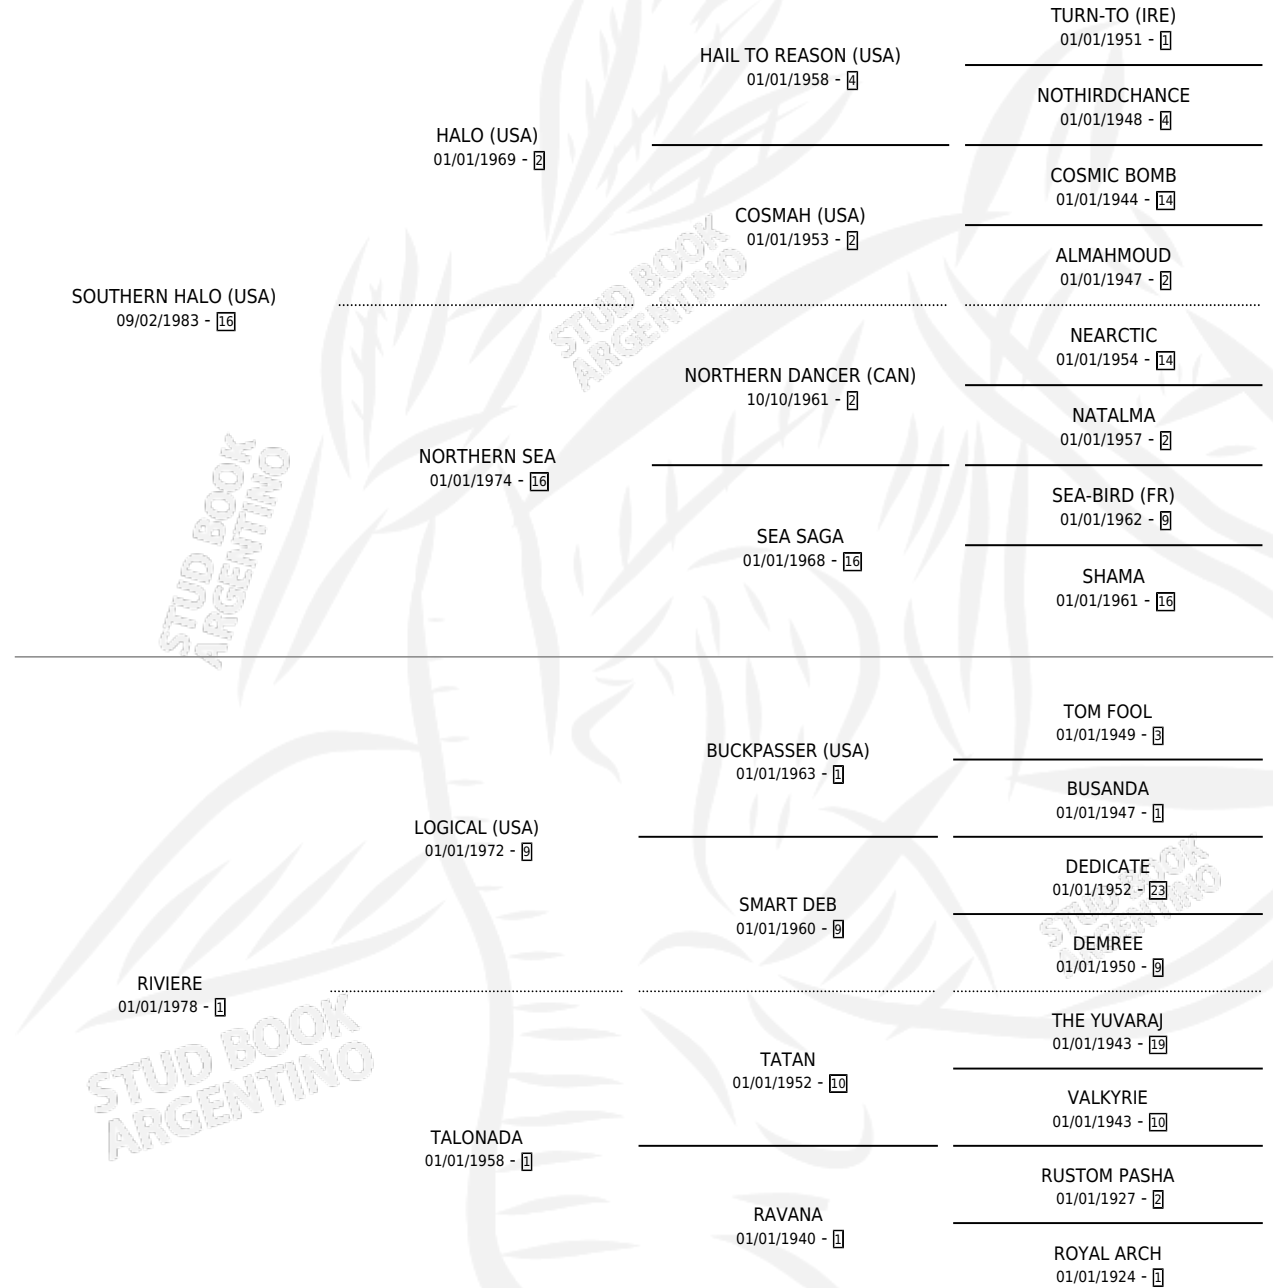 TURN-TO (IRE)
01/01/1951 - 1
HAIL TO REASON (USA)
01/01/1958 - 4
NOTHIRDCHANCE
01/01/1948 - 4
HALO (USA)
01/01/1969 - 2
COSMIC BOMB
01/01/1944 - 14
COSMAH (USA)
01/01/1953 - 2
ALMAHMOUD
01/01/1947 - 2
SOUTHERN HALO (USA)
09/02/1983 - 16
STUD BOOK
ARGENTINO
NEARCTIC
01/01/1954 - 14
NORTHERN DANCER (CAN)
10/10/1961 - 2
NATALMA
01/01/1957 - 2
NORTHERN SEA
01/01/1974 - 16
SEA-BIRD (FR)
01/01/1962 - 9
SEA SAGA
01/01/1968 - 16
SHAMA
01/01/1961 - 16
STUD BOOK
ARGENTINO
TOM FOOL
01/01/1949 - 3
BUCKPASSER (USA)
01/01/1963 - 1
BUSANDA
01/01/1947 - 1
LOGICAL (USA)
01/01/1972 - 9
DEDICATE
01/01/1952 - 23
SMART DEB
01/01/1960 - 9
DEMREE
01/01/1950 - 9
STUD BOOK
ARGENTINO
RIVIERE
01/01/1978 - 1
THE YUVARAJ
01/01/1943 - 19
TATAN
01/01/1952 - 10
VALKYRIE
01/01/1943 - 10
STUD BOOK
ARGENTINO
TALONADA
01/01/1958 - 1
RUSTOM PASHA
01/01/1927 - 2
RAVANA
01/01/1940 - 1
ROYAL ARCH
01/01/1924 - 1